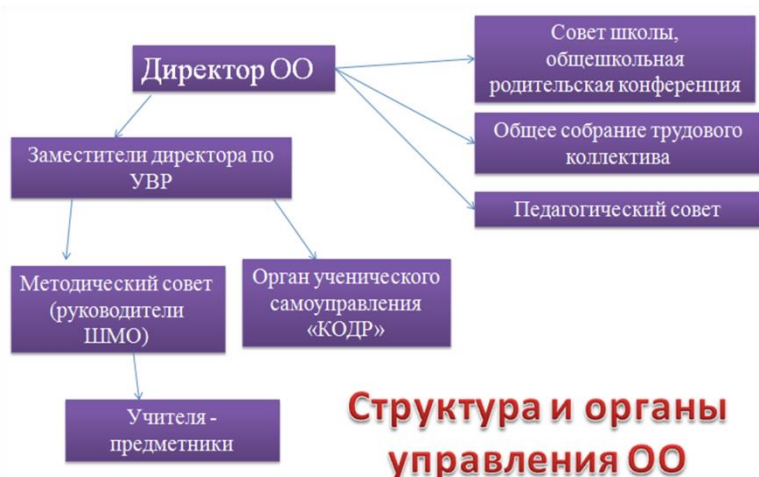 Директор ОО
Совет школы,
общешкольная
родительская конференция
Общее собрание трудового
коллектива
Педагогический совет
Заместители директора по
УВР
Методический совет
(руководители
ШМО)
Орган ученического
самоуправления
«КОДР»
Учителя -
предметники
Структура и органы
управления ОО